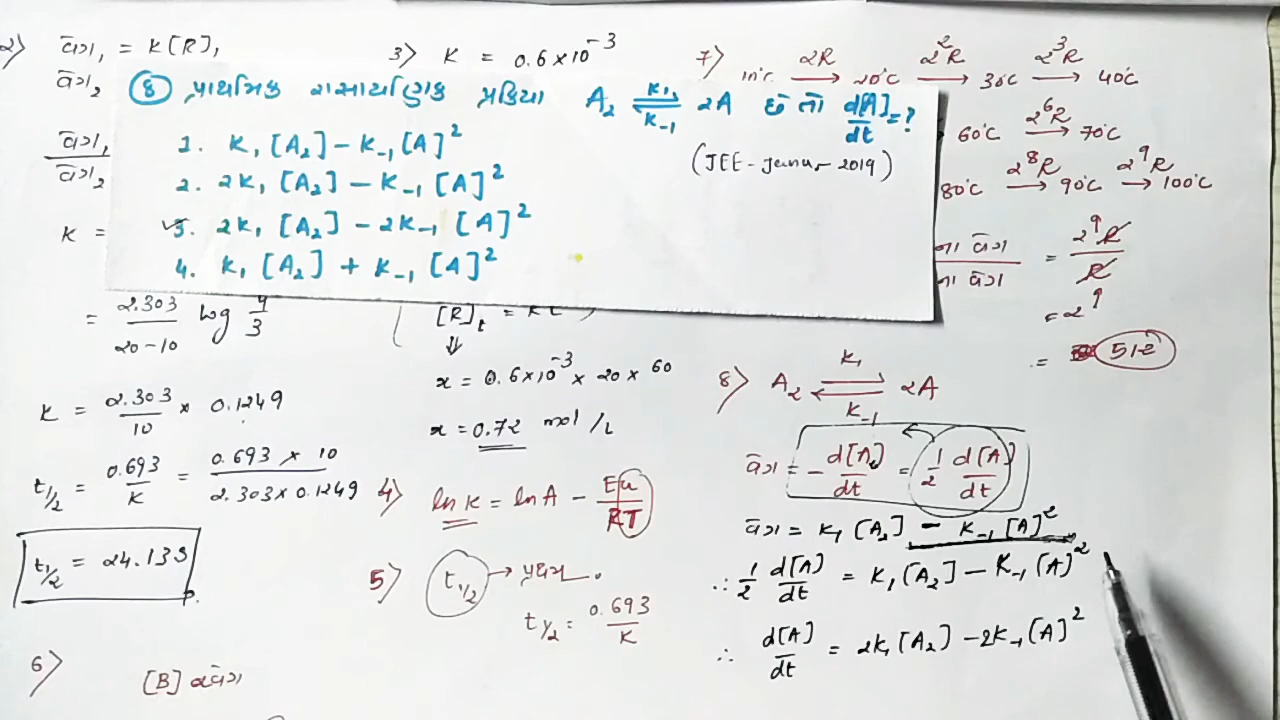 2) વેગ₁ = K[R]₁
વેગ₂
વેગ₁
વેગ₂
K =
= 2.303 / 20-10 log 4/3
K = 2.303 / 10 × 0.1249
t1/2 = 0.693 / K = 0.693 × 10 / 2.303 × 0.1249
t1/2 = 24.13 S
6)
[B]
3) K = 0.6 × 10⁻³
8 પ્રાથમિક રાસાયણિક પ્રક્રિયા A₂ ⇌ 2A છે તો d[A]/dt = ?
K₁
K₋₁
1. K₁[A₂] − K₋₁[A]²
(JEE - 2019)
2. 2K₁[A₂] − K₋₁[A]²
✓3. 2K₁[A₂] − 2K₋₁[A]²
4. K₁[A₂] + K₋₁[A]²
[R]t = Kt
⇓
x = 0.6×10⁻³ × 20 × 60
x = 0.72 mol/L
4) ln K = ln A − Ea / RT
5) t1/2 → પ્રથમ.
t1/2 = 0.693 / K
7) 10°C →2R 20°C →2²R 30°C →2³R 40°C
60°C →2⁶R 70°C
80°C →2⁸R 90°C →2⁹R 100°C
ના વેગ / ના વેગ = 2⁹R / R
= 2⁹
= 512
8) A₂ ⇌ 2A
K₁
K₋₁
વેગ = − d[A₂]/dt = 1/2 d[A]/dt
વેગ = K₁[A₂] − K₋₁[A]²
∴ 1/2 d[A]/dt = K₁[A₂] − K₋₁[A]²
∴ d[A]/dt = 2K₁[A₂] − 2K₋₁[A]²